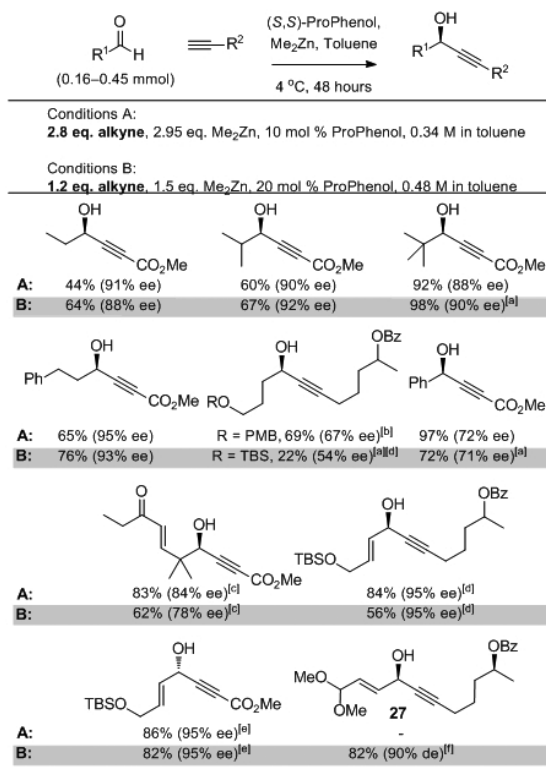 O
R1 H R2
(S,S)-ProPhenol,
Me2Zn, Toluene
4 °C, 48 hours
OH
R1
R2
(0.16–0.45 mmol)
Conditions A:
2.8 eq. alkyne, 2.95 eq. Me2Zn, 10 mol % ProPhenol, 0.34 M in toluene
Conditions B:
1.2 eq. alkyne, 1.5 eq. Me2Zn, 20 mol % ProPhenol, 0.48 M in toluene
OH OH OH
CO2Me CO2Me CO2Me
A: 44% (91% ee) 60% (90% ee) 92% (88% ee)
B: 64% (88% ee) 67% (92% ee) 98% (90% ee)[a]
OH OH OBz OH
Ph RO Ph
CO2Me CO2Me
A: 65% (95% ee) R = PMB, 69% (67% ee)[b] 97% (72% ee)
B: 76% (93% ee) R = TBS, 22% (54% ee)[a][d] 72% (71% ee)[a]
O OH OH OBz
CO2Me TBSO
A: 83% (84% ee)[c] 84% (95% ee)[d]
B: 62% (78% ee)[c] 56% (95% ee)[d]
OH OH OBz
TBSO CO2Me MeO
OMe 27
A: 86% (95% ee)[e] -
B: 82% (95% ee)[e] 82% (90% de)[f]